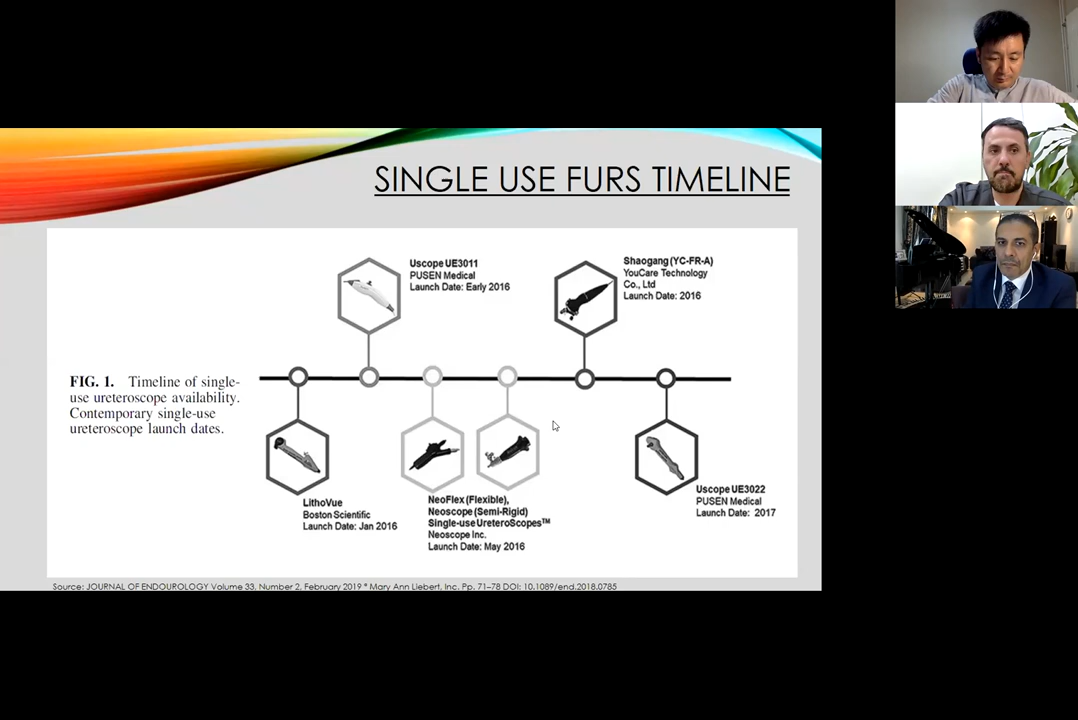 SINGLE USE FURS TIMELINE
Uscope UE3011
PUSEN Medical
Launch Date: Early 2016
Shaogang (YC-FR-A)
YouCare Technology
Co., Ltd
Launch Date: 2016
FIG. 1. Timeline of single-
use ureteroscope availability.
Contemporary single-use
ureteroscope launch dates.
LithoVue
Boston Scientific
Launch Date: Jan 2016
NeoFlex (Flexible),
Neoscope (Semi-Rigid)
Single-use UreteroScopes™
Neoscope Inc.
Launch Date: May 2016
Uscope UE3022
PUSEN Medical
Launch Date: 2017
Source: JOURNAL OF ENDOUROLOGY Volume 33, Number 2, February 2019 * Mary Ann Liebert, Inc. Pp. 71–78 DOI: 10.1089/end.2018.0785